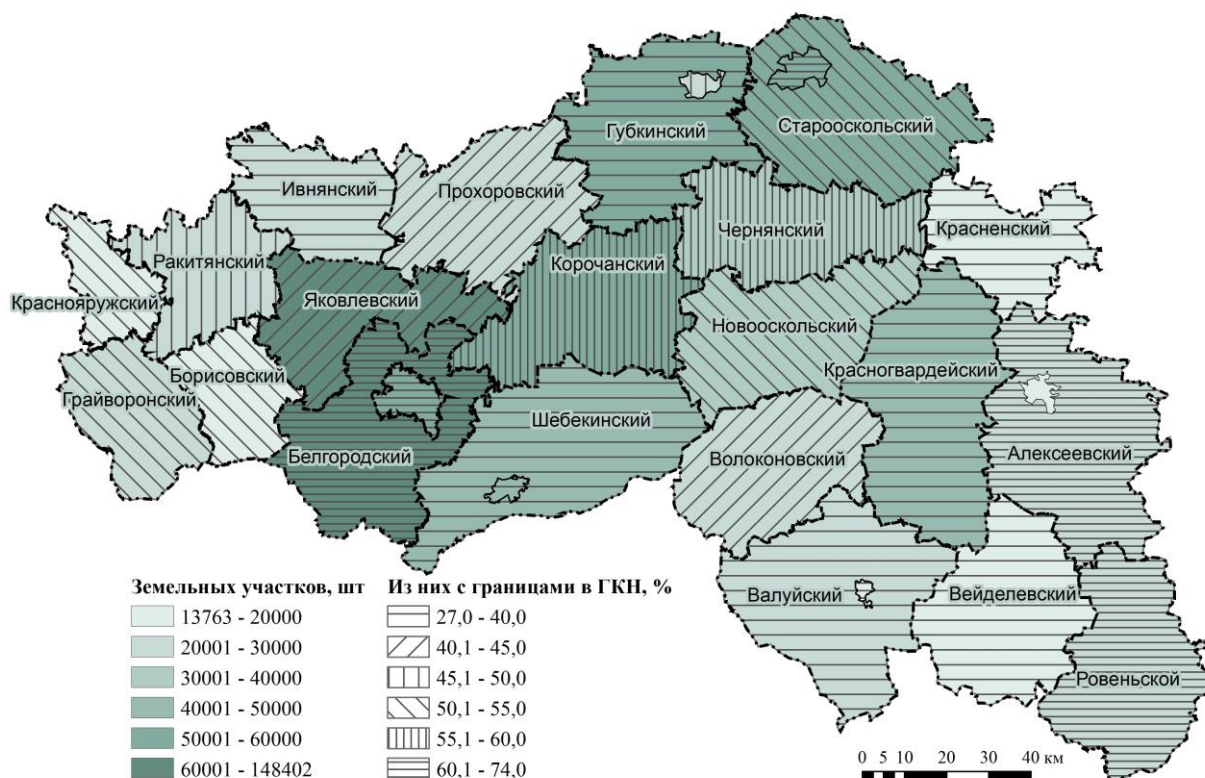 Губкинский
Старооскольский
Ивнянский
Прохоровский
Чернянский
Красненский
Ракитянский
Корочанский
Краснояружский
Яковлевский
Новооскольский
Борисовский
Красногвардейский
Грайворонский
Шебекинский
Белгородский
Волоконовский
Алексеевский
Валуйский
Вейделевский
Ровеньской
Земельных участков, шт
13763 - 20000
20001 - 30000
30001 - 40000
40001 - 50000
50001 - 60000
60001 - 148402
Из них с границами в ГКН, %
27,0 - 40,0
40,1 - 45,0
45,1 - 50,0
50,1 - 55,0
55,1 - 60,0
60,1 - 74,0
0 5 10 20 30 40 км